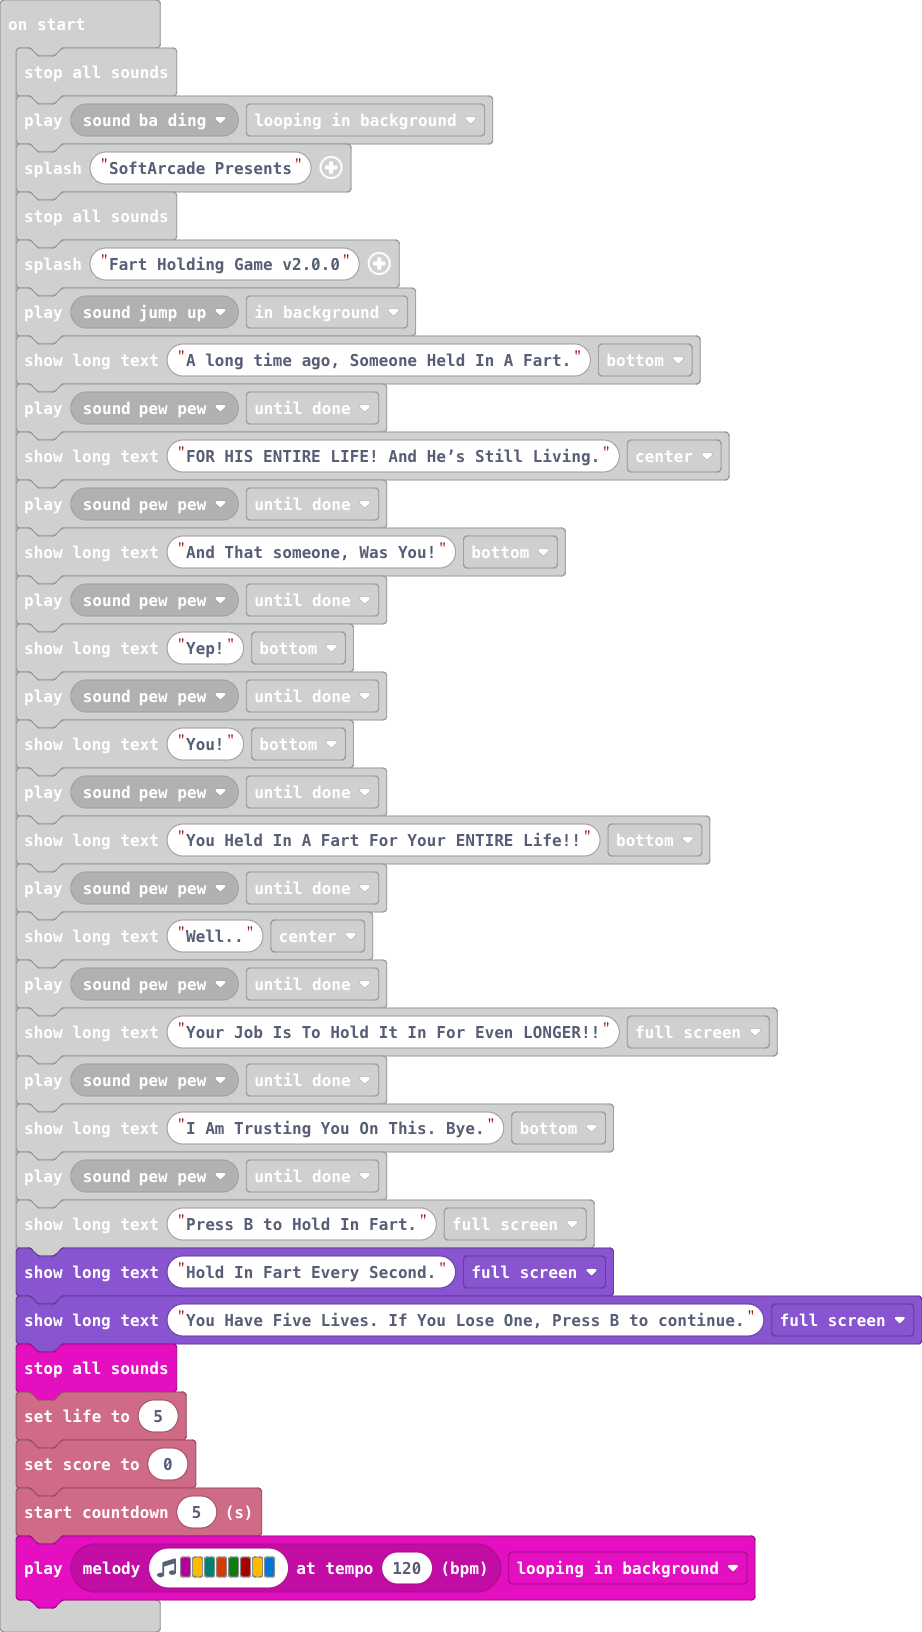 on start
stop all sounds
play sound ba ding looping in background
splash "SoftArcade Presents"
stop all sounds
splash "Fart Holding Game v2.0.0"
play sound jump up in background
show long text "A long time ago, Someone Held In A Fart." bottom
play sound pew pew until done
show long text "FOR HIS ENTIRE LIFE! And He’s Still Living." center
play sound pew pew until done
show long text "And That someone, Was You!" bottom
play sound pew pew until done
show long text "Yep!" bottom
play sound pew pew until done
show long text "You!" bottom
play sound pew pew until done
show long text "You Held In A Fart For Your ENTIRE Life!!" bottom
play sound pew pew until done
show long text "Well.." center
play sound pew pew until done
show long text "Your Job Is To Hold It In For Even LONGER!!" full screen
play sound pew pew until done
show long text "I Am Trusting You On This. Bye." bottom
play sound pew pew until done
show long text "Press B to Hold In Fart." full screen
show long text "Hold In Fart Every Second." full screen
show long text "You Have Five Lives. If You Lose One, Press B to continue." full screen
stop all sounds
set life to 5
set score to 0
start countdown 5 (s)
play melody at tempo 120 (bpm) looping in background